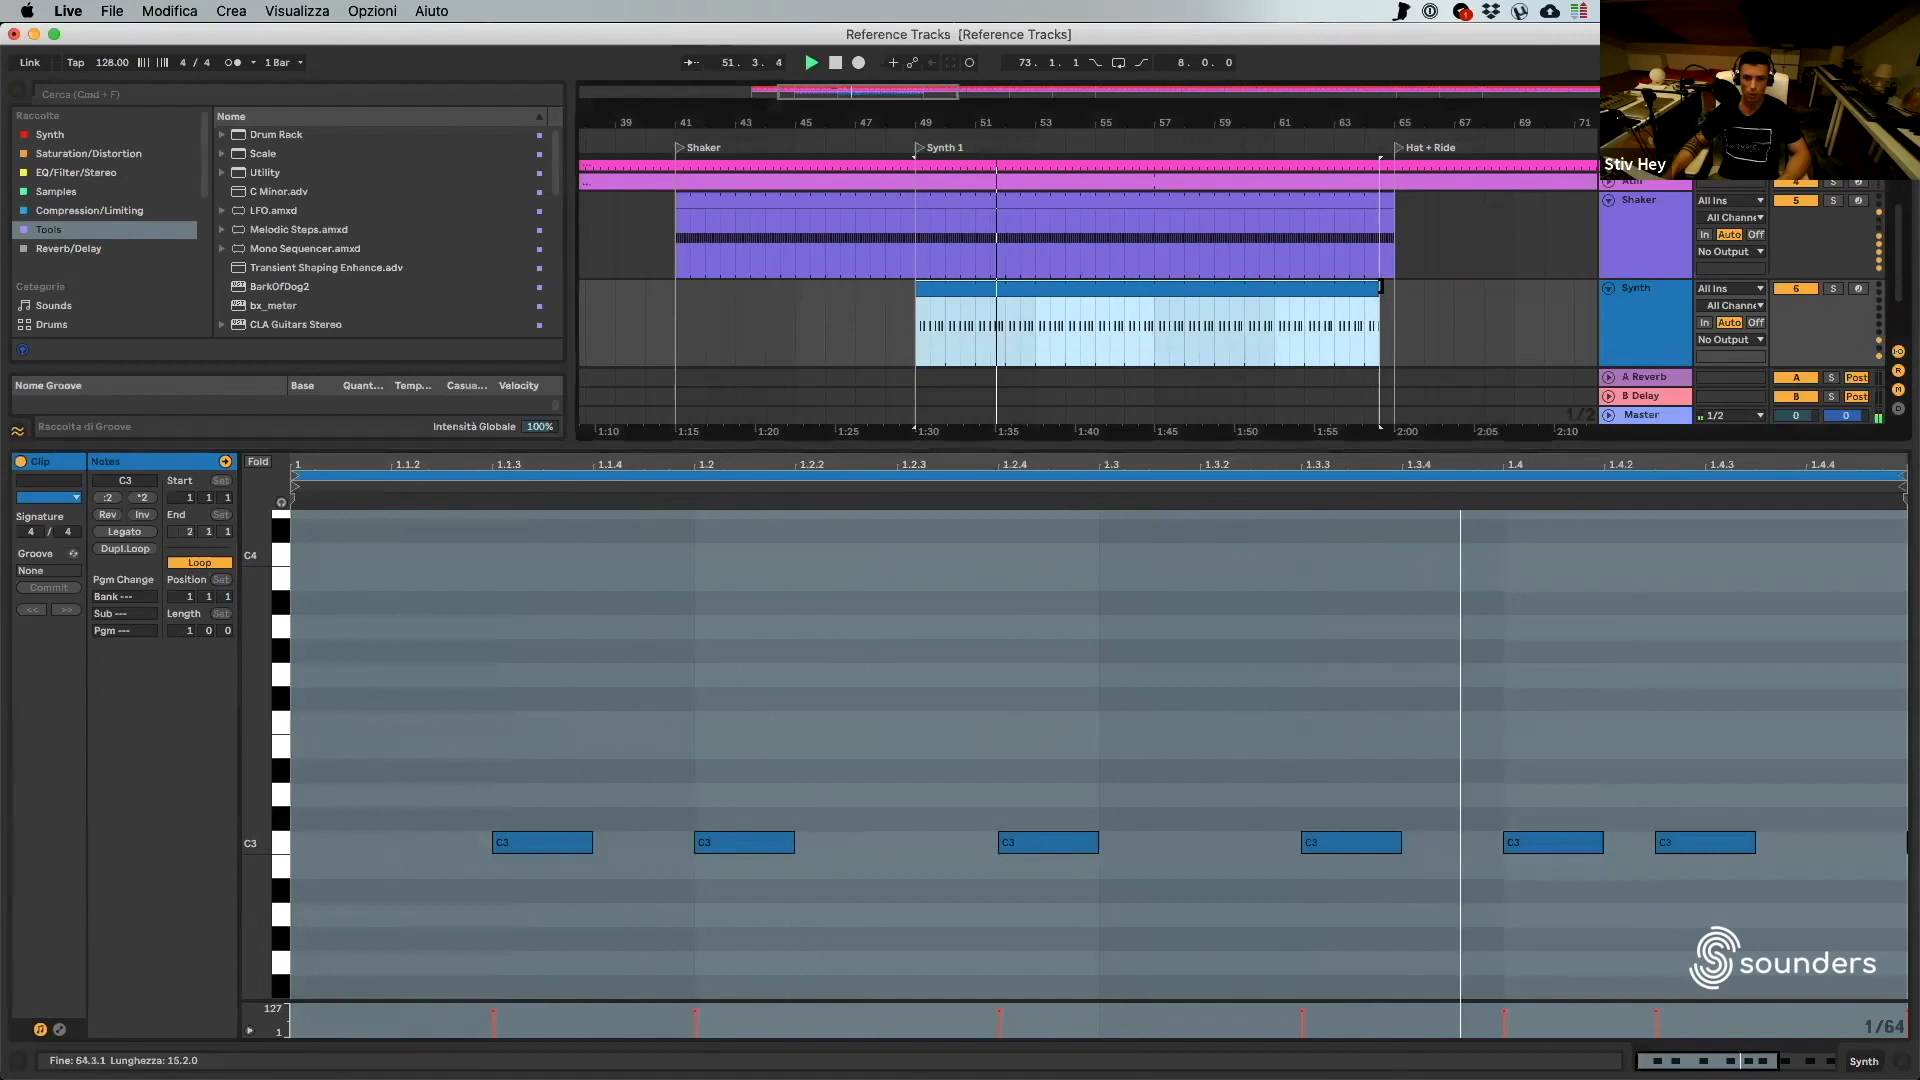 Live File Modifica Crea Visualizza Opzioni Aiuto
Reference Tracks [Reference Tracks]
Link Tap 128.00 4 / 4 1 Bar 51. 3. 4 73. 1. 1 8. 0. 0
Cerca (Cmd + F)
Raccolte
Synth
Saturation/Distortion
EQ/Filter/Stereo
Samples
Compression/Limiting
Tools
Reverb/Delay
Categorie
Sounds
Drums
Name
Drum Rack
Scale
Utility
C Minor.adv
LFO.amxd
Melodic Steps.amxd
Mono Sequencer.amxd
Transient Shaping Enhance.adv
BarkOfDog2
bx_meter
CLA Guitars Stereo
Nome Groove Base Quant... Temp... Casua... Velocity
Raccolta di Groove Intensità Globale 100%
39 41 43 45 47 49 51 53 55 57 59 61 63 65 67 69 71
Shaker Synth 1 Hat + Ride
Stiv Hey
Shaker All Ins 5 S
All Channe
In Auto Off
No Output
Synth All Ins 6 S
All Channe
In Auto Off
No Output
A Reverb A S Post
B Delay B S Post
Master 1/2 0 0
1/2
1:10 1:15 1:20 1:25 1:30 1:35 1:40 1:45 1:50 1:55 2:00 2:05 2:10
Clip
Signature
4 / 4
Groove
None
Commit
<< >>
Notes
C3
:2 *2
Rev Inv
Legato
Dupl.Loop
Pgm Change
Bank ---
Sub ---
Pgm ---
Start Set
1 1 1
End Set
2 1 1
Loop
Position Set
1 1 1
Length Set
1 0 0
Fold 1 1.1.2 1.1.3 1.1.4 1.2 1.2.2 1.2.3 1.2.4 1.3 1.3.2 1.3.3 1.3.4 1.4 1.4.2 1.4.3 1.4.4
C4
C3 C3 C3 C3 C3 C3 C3
sounders
127
1
1/64
Fine: 64.3.1 Lunghezza: 15.2.0
Synth